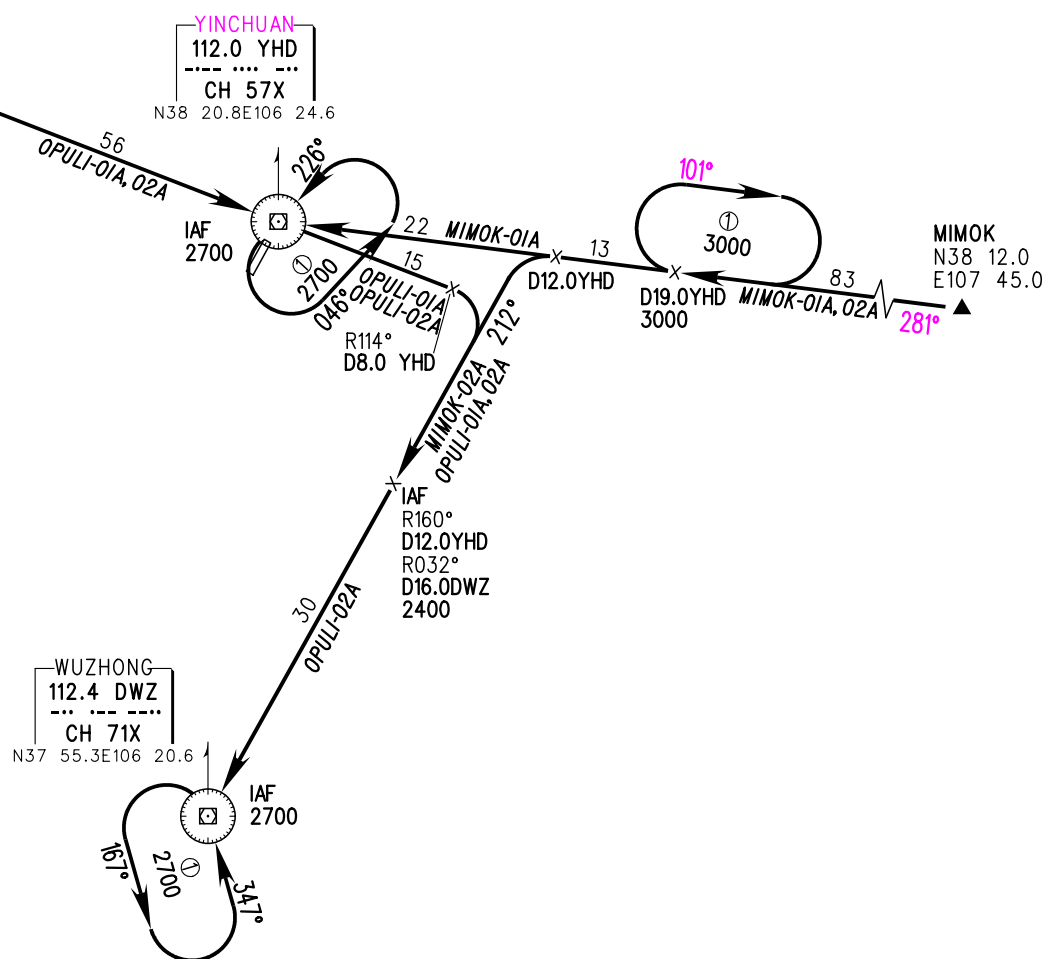 YINCHUAN
112.0 YHD
-·-- ···· -··
CH 57X
N38 20.8E106 24.6
56
OPULI-01A, 02A
226°
IAF
2700
22
MIMOK-01A
13
101°
①
3000
MIMOK
N38 12.0
E107 45.0
83
MIMOK-01A, 02A
281°
①
2700
046°
15
OPULI-01A
OPULI-02A
D12.0YHD
D19.0YHD
3000
R114°
D8.0 YHD
212°
MIMOK-02A
OPULI-01A, 02A
IAF
R160°
D12.0YHD
R032°
D16.0DWZ
2400
30
OPULI-02A
WUZHONG
112.4 DWZ
-·· ·-- --··
CH 71X
N37 55.3E106 20.6
IAF
2700
167°
①
2700
347°